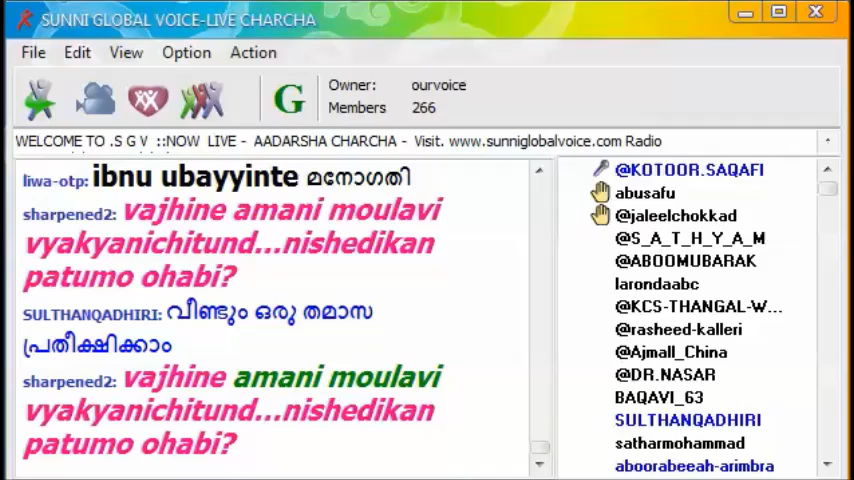 SUNNI GLOBAL VOICE-LIVE CHARCHA
File Edit View Option Action
G
Owner: ourvoice
Members 266
WELCOME TO .S G V ::NOW LIVE - AADARSHA CHARCHA - Visit. www.sunniglobalvoice.com Radio
liwa-otp: ibnu ubayyinte മനോഗതി
sharpened2: vajhine amani moulavi
vyakyanichitund...nishedikan
patumo ohabi?
SULTHANQADHIRI: വീണ്ടും ഒരു തമാസ
പ്രതീക്ഷിക്കാം
sharpened2: vajhine amani moulavi
vyakyanichitund...nishedikan
patumo ohabi?
@KOTOOR.SAQAFI
abusafu
@jaleelchokkad
@S_A_T_H_Y_A_M
@ABOOMUBARAK
larondaabc
@KCS-THANGAL-W...
@rasheed-kalleri
@Ajmall_China
@DR.NASAR
BAQAVI_63
SULTHANQADHIRI
satharmohammad
aboorabeeah-arimbra